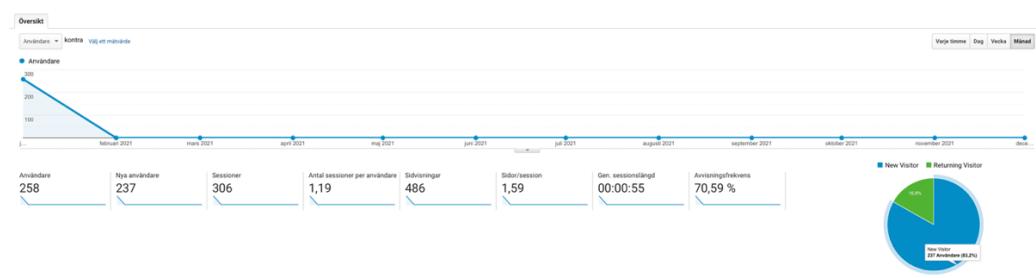 Översikt
Användare kontra Välj ett mätvärde
Varje timme Dag Vecka Månad
Användare
300
200
100
j... februari 2021 mars 2021 april 2021 maj 2021 juni 2021 juli 2021 augusti 2021 september 2021 oktober 2021 november 2021 dece...
New Visitor Returning Visitor
Användare Nya användare Sessioner Antal sessioner per användare Sidvisningar Sidor/session Gen. sessionslängd Avvisningsfrekvens
258 237 306 1,19 486 1,59 00:00:55 70,59 %
New Visitor
237 Användare (83,2%)